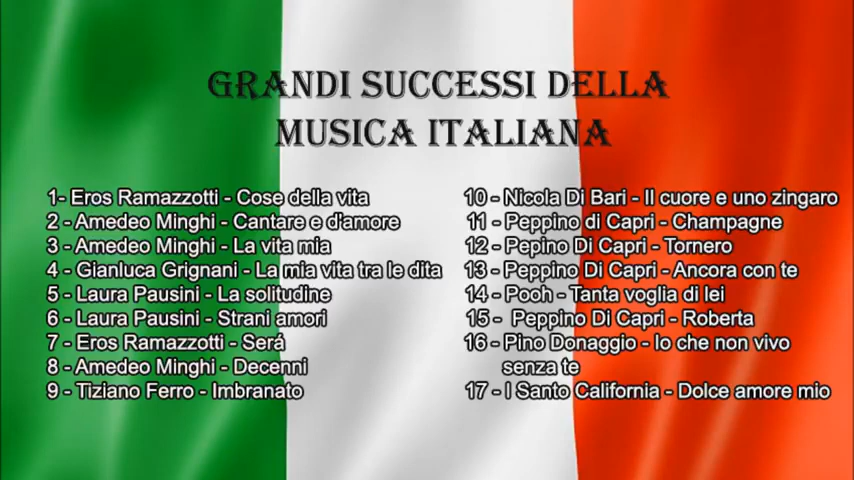 GRANDI SUCCESSI DELLA
MUSICA ITALIANA
1- Eros Ramazzotti - Cose della vita
2 - Amedeo Minghi - Cantare e d'amore
3 - Amedeo Minghi - La vita mia
4 - Gianluca Grignani - La mia vita tra le dita
5 - Laura Pausini - La solitudine
6 - Laura Pausini - Strani amori
7 - Eros Ramazzotti - Será
8 - Amedeo Minghi - Decenni
9 - Tiziano Ferro - Imbranato
10 - Nicola Di Bari - Il cuore e uno zingaro
11 - Peppino di Capri - Champagne
12 - Pepino Di Capri - Tornero
13 - Peppino Di Capri - Ancora con te
14 - Pooh - Tanta voglia di lei
15 - Peppino Di Capri - Roberta
16 - Pino Donaggio - Io che non vivo
senza te
17 - I Santo California - Dolce amore mio